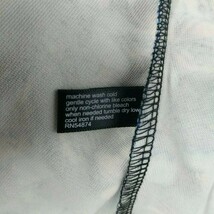 machine wash cold
gentle cycle with like colors
only non-chlorine bleach
when needed tumble dry low
cool iron if needed
RN54874